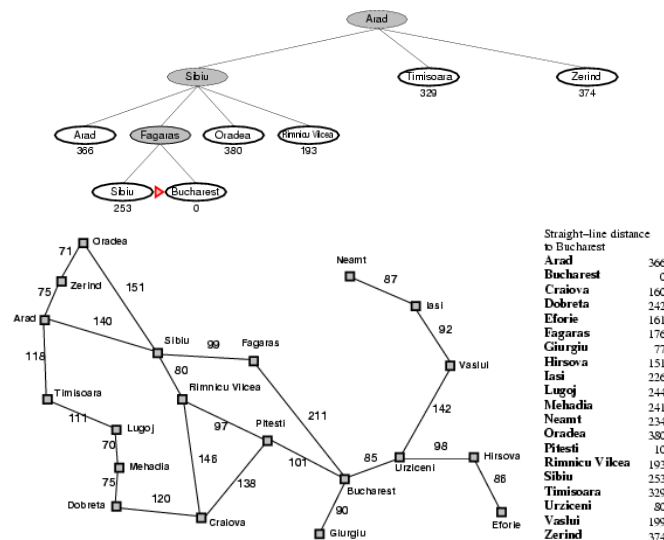 Arad
Sibiu Timisoara Zerind
329 374
Arad Fagaras Oradea Rimnicu Vilcea
366 380 193
Sibiu Bucharest
253 0
Straight–line distance
to Bucharest
Arad 366
Bucharest 0
Craiova 160
Dobreta 242
Eforie 161
Fagaras 176
Giurgiu 77
Hirsova 151
Iasi 226
Lugoj 244
Mehadia 241
Neamt 234
Oradea 380
Pitesti 10
Rimnicu Vilcea 193
Sibiu 253
Timisoara 329
Urziceni 80
Vaslui 199
Zerind 374
Oradea
71
Neamt
Zerind
87
151
75
Iasi
Arad
140
92
Sibiu
99
Fagaras
118
80
Vaslui
Timisoara
Rimnicu Vilcea
111
211
142
Lugoj
97
Pitesti
70
98
Hirsova
85
146
101
Urziceni
Mehadia
86
75
138
Bucharest
Dobreta
120
90
Craiova
Eforie
Giurgiu